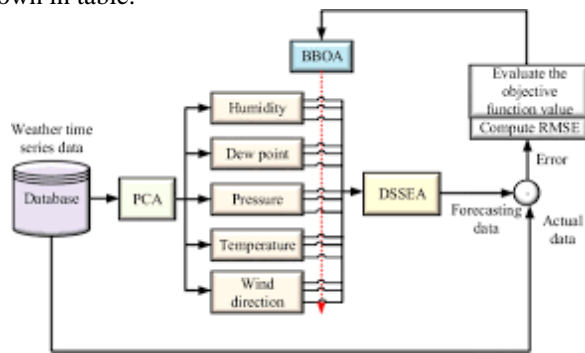 own in table.
BBOA
Evaluate the
objective
function value
Compute RMSE
Humidity
Weather time
series data
Dew point
Error
Database
PCA
Pressure
DSSEA
Forecasting
data
Actual
data
Temperature
Wind
direction